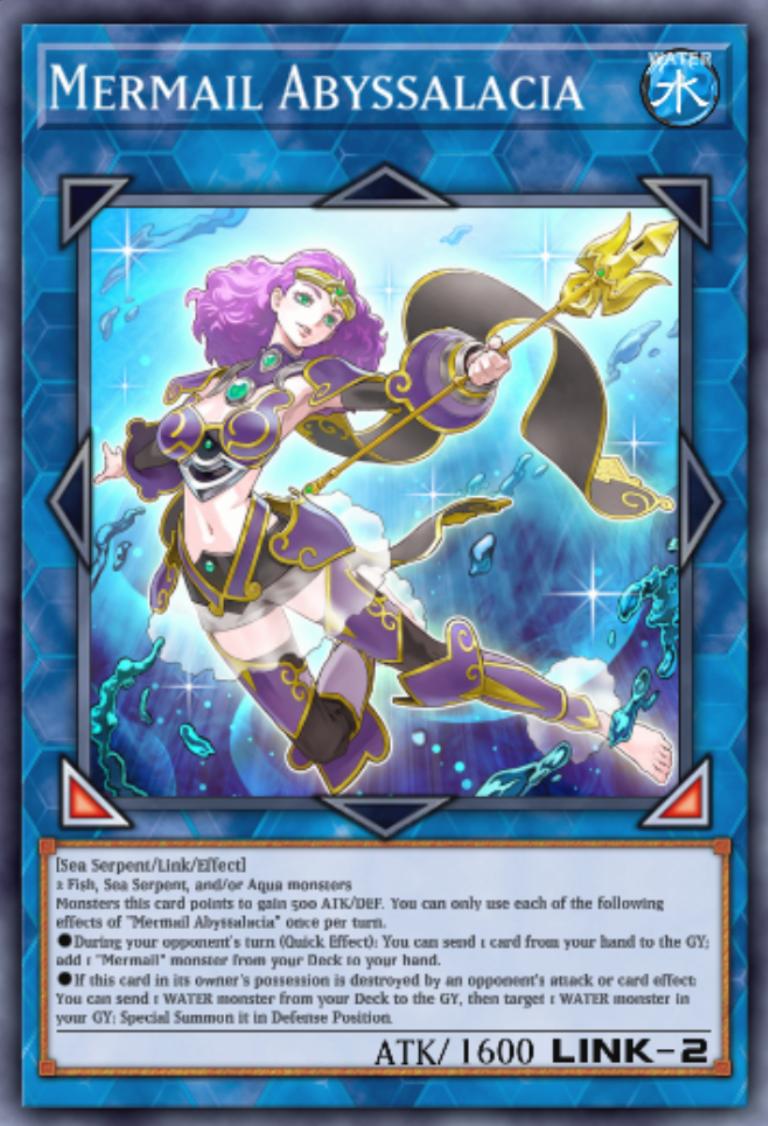 MERMAIL ABYSSALACIA
WATER
水
[Sea Serpent/Link/Effect]
2 Fish, Sea Serpent, and/or Aqua monsters
Monsters this card points to gain 500 ATK/DEF. You can only use each of the following
effects of "Mermail Abyssalacia" once per turn.
●During your opponent's turn (Quick Effect): You can send 1 card from your hand to the GY;
add 1 "Mermail" monster from your Deck to your hand.
●If this card in its owner's possession is destroyed by an opponent's attack or card effect:
You can send 1 WATER monster from your Deck to the GY, then target 1 WATER monster in
your GY; Special Summon it in Defense Position.
ATK/ 1600 LINK-2